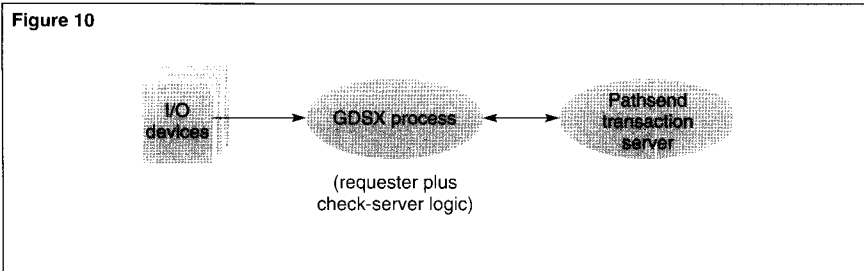 Figure 10
I/O
devices
GDSX process
(requester plus
check-server logic)
Pathsend
transaction
server